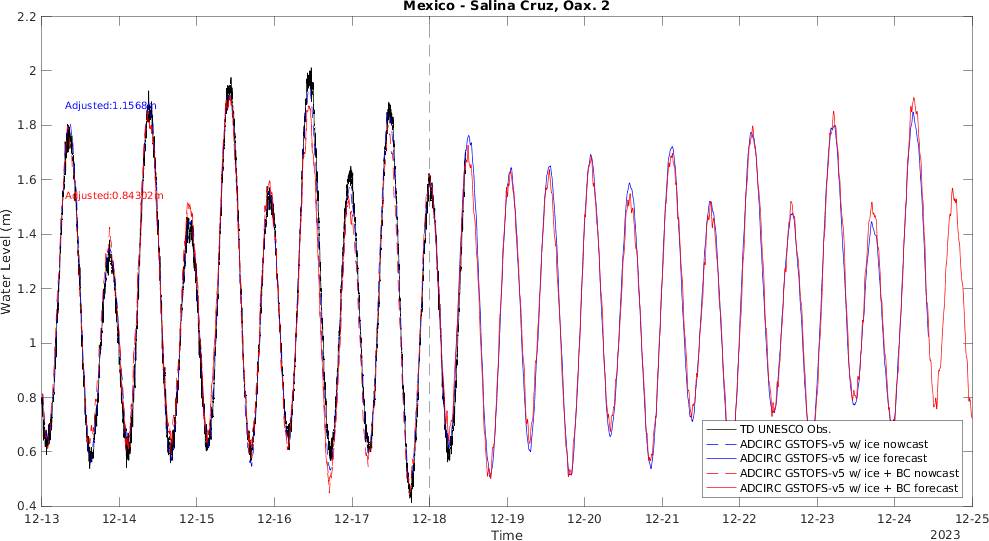 Mexico - Salina Cruz, Oax. 2
2.2
2
1.8
1.6
1.4
1.2
1
0.8
0.6
0.4
Water Level (m)
Adjusted:1.1568m
Adjusted:0.84302m
TD UNESCO Obs.
ADCIRC GSTOFS-v5 w/ ice nowcast
ADCIRC GSTOFS-v5 w/ ice forecast
ADCIRC GSTOFS-v5 w/ ice + BC nowcast
ADCIRC GSTOFS-v5 w/ ice + BC forecast
12-13 12-14 12-15 12-16 12-17 12-18 12-19 12-20 12-21 12-22 12-23 12-24 12-25
Time
2023